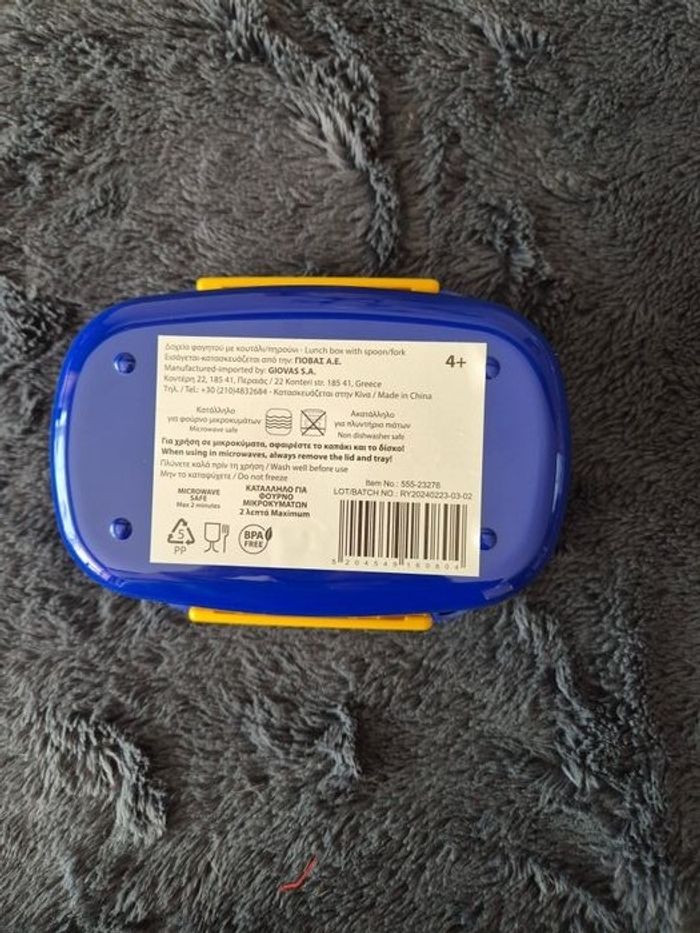 Δοχείο φαγητού με κουτάλι/πηρούνι - Lunch box with spoon/fork
Εισάγεται-κατασκευάζεται από την: ΓΙΟΒΑΣ Α.Ε.
Manufactured-imported by: GIOVAS S.A.
Κοντέρη 22, 185 41, Πειραιάς / 22 Konteri str. 185 41, Greece
Τηλ. / Tel.: +30 (210)4832684 - Κατασκευάζεται στην Κίνα / Made in China
4+
Κατάλληλο
για φούρνο μικροκυμάτων
Microwave safe
Ακατάλληλο
για πλυντήριο πιάτων
Non dishwasher safe
Για χρήση σε μικροκύματα, αφαιρέστε το καπάκι και το δίσκο!
When using in microwaves, always remove the lid and tray!
Πλύνετε καλά πρίν τη χρήση / Wash well before use
Μην το καταψύχετε / Do not freeze
Item No.: 555-23276
LOT/BATCH NO.: RY20240223-03-02
MICROWAVE
SAFE
Max 2 minutes
ΚΑΤΑΛΛΗΛΟ ΓΙΑ
ΦΟΥΡΝΟ
ΜΙΚΡΟΚΥΜΑΤΩΝ
2 λεπτά Maximum
5
PP
BPA
FREE
5204549160804